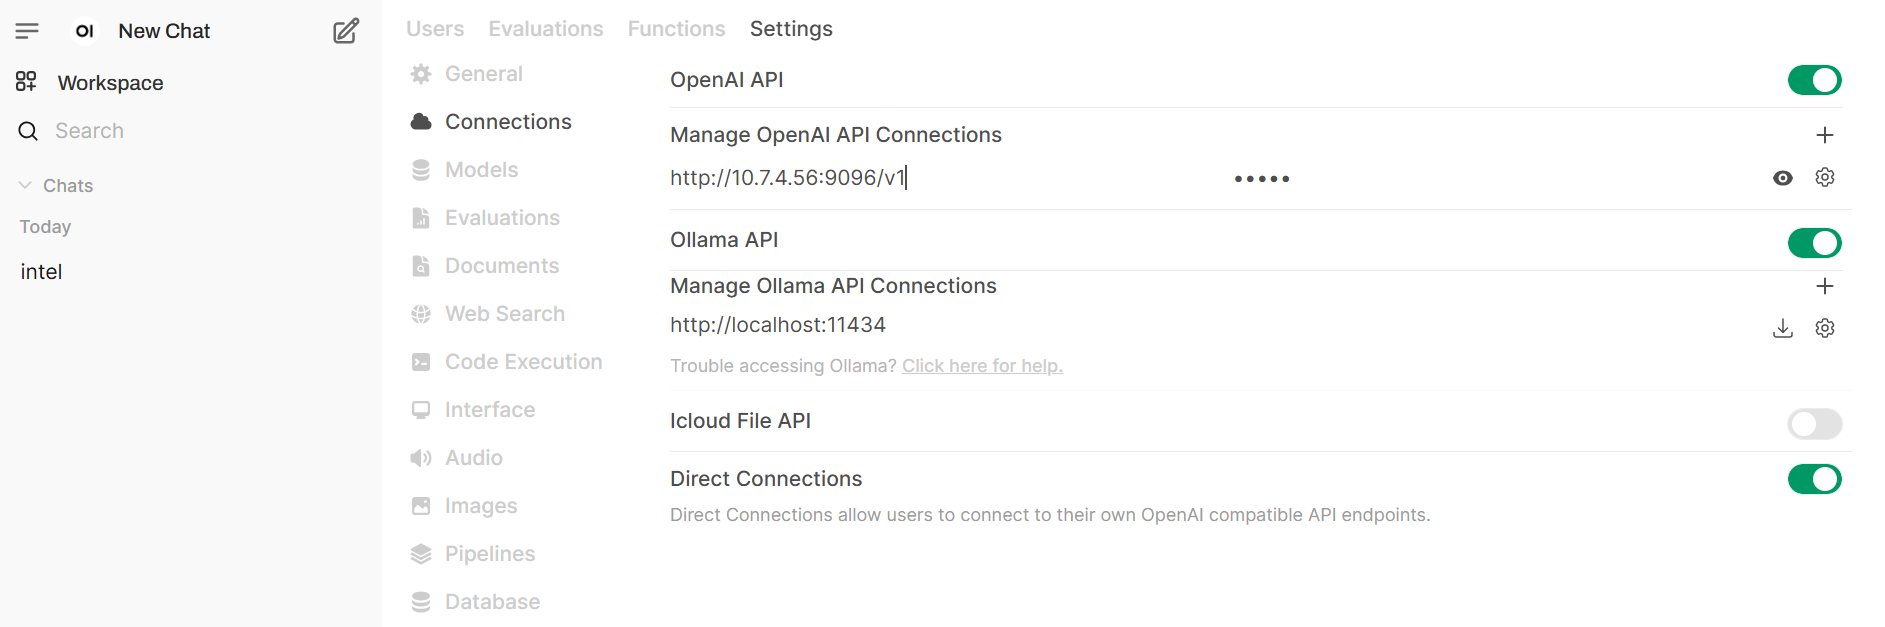 OI New Chat
Workspace
Search
Chats
Today
intel
Users Evaluations Functions Settings
General
Connections
Models
Evaluations
Documents
Web Search
Code Execution
Interface
Audio
Images
Pipelines
Database
OpenAI API
Manage OpenAI API Connections
http://10.7.4.56:9096/v1 •••••
Ollama API
Manage Ollama API Connections
http://localhost:11434
Trouble accessing Ollama? Click here for help.
Icloud File API
Direct Connections
Direct Connections allow users to connect to their own OpenAI compatible API endpoints.